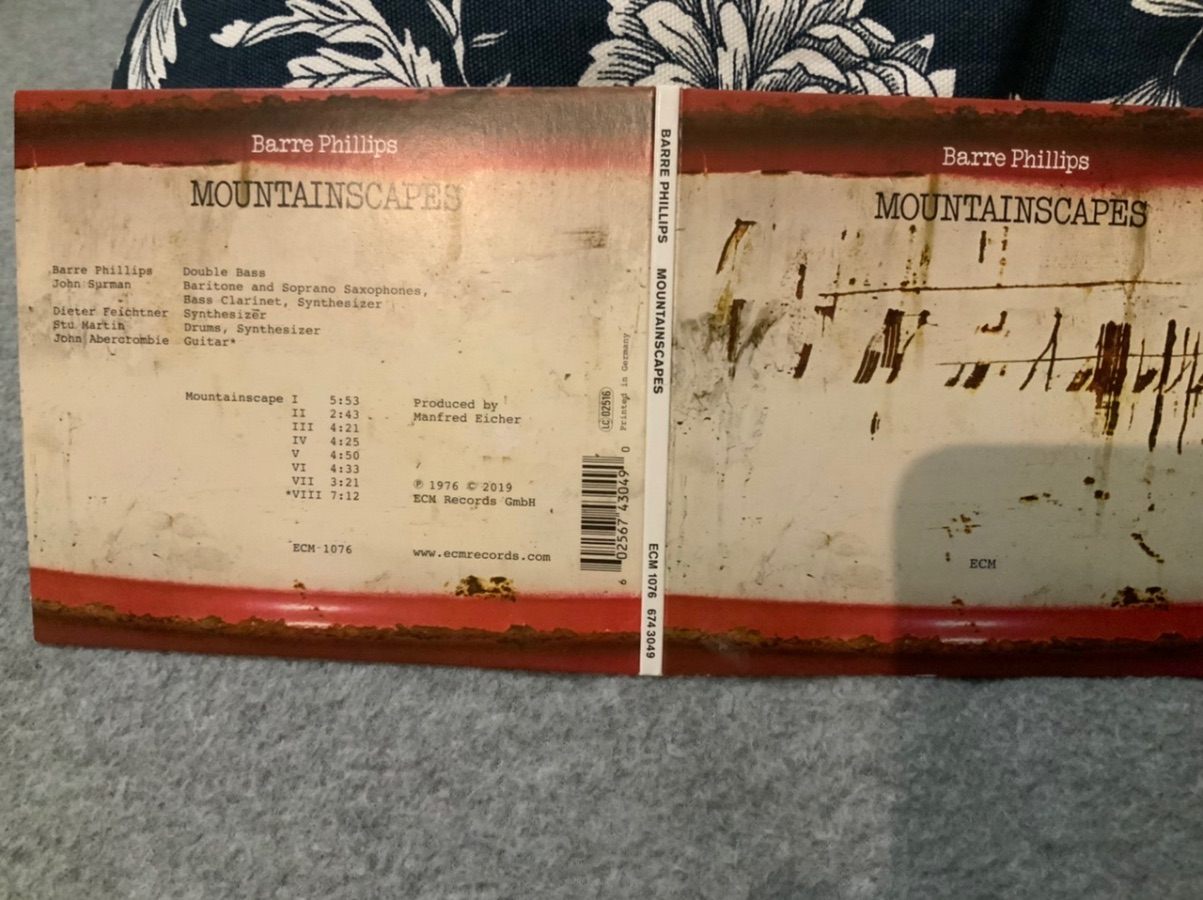 Barre Phillips
MOUNTAINSCAPES
Barre Phillips Double Bass
John Surman Baritone and Soprano Saxophones,
Bass Clarinet, Synthesizer
Dieter Feichtner Synthesizer
Stu Martin Drums, Synthesizer
John Abercrombie Guitar*
Mountainscape I 5:53
II 2:43
III 4:21
IV 4:25
V 4:50
VI 4:33
VII 3:21
*VIII 7:12
Produced by
Manfred Eicher
℗ 1976 © 2019
ECM Records GmbH
ECM 1076
www.ecmrecords.com
Printed in Germany
LC 02516
6 02567 43049 0
BARRE PHILLIPS MOUNTAINSCAPES ECM 1076 674 3049
Barre Phillips
MOUNTAINSCAPES
ECM